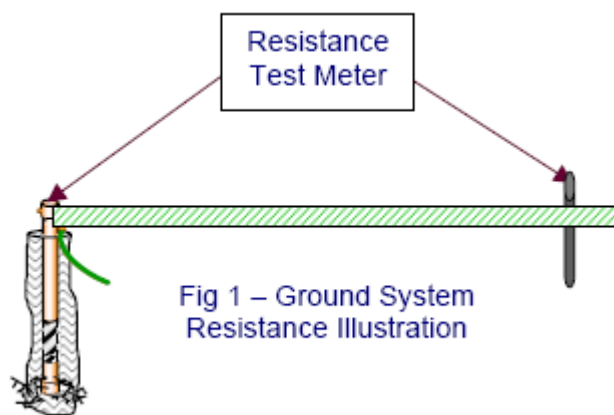 Resistance
Test Meter
Fig 1 – Ground System
Resistance Illustration